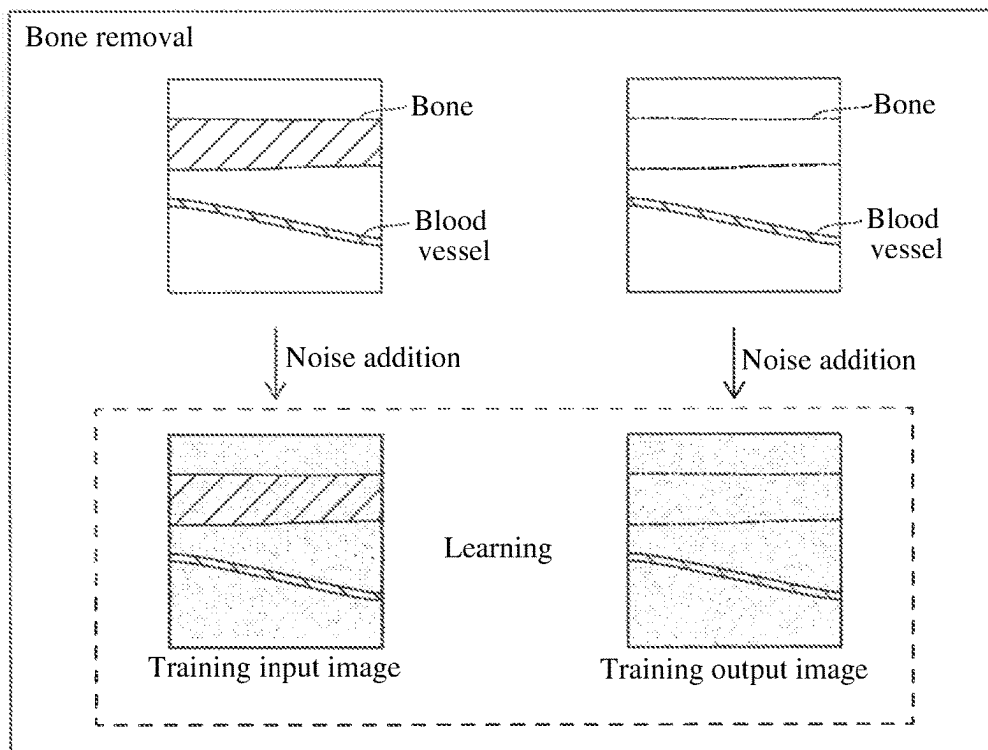 Bone removal
Bone
Blood
vessel
Bone
Blood
vessel
Noise addition
Noise addition
Learning
Training input image
Training output image